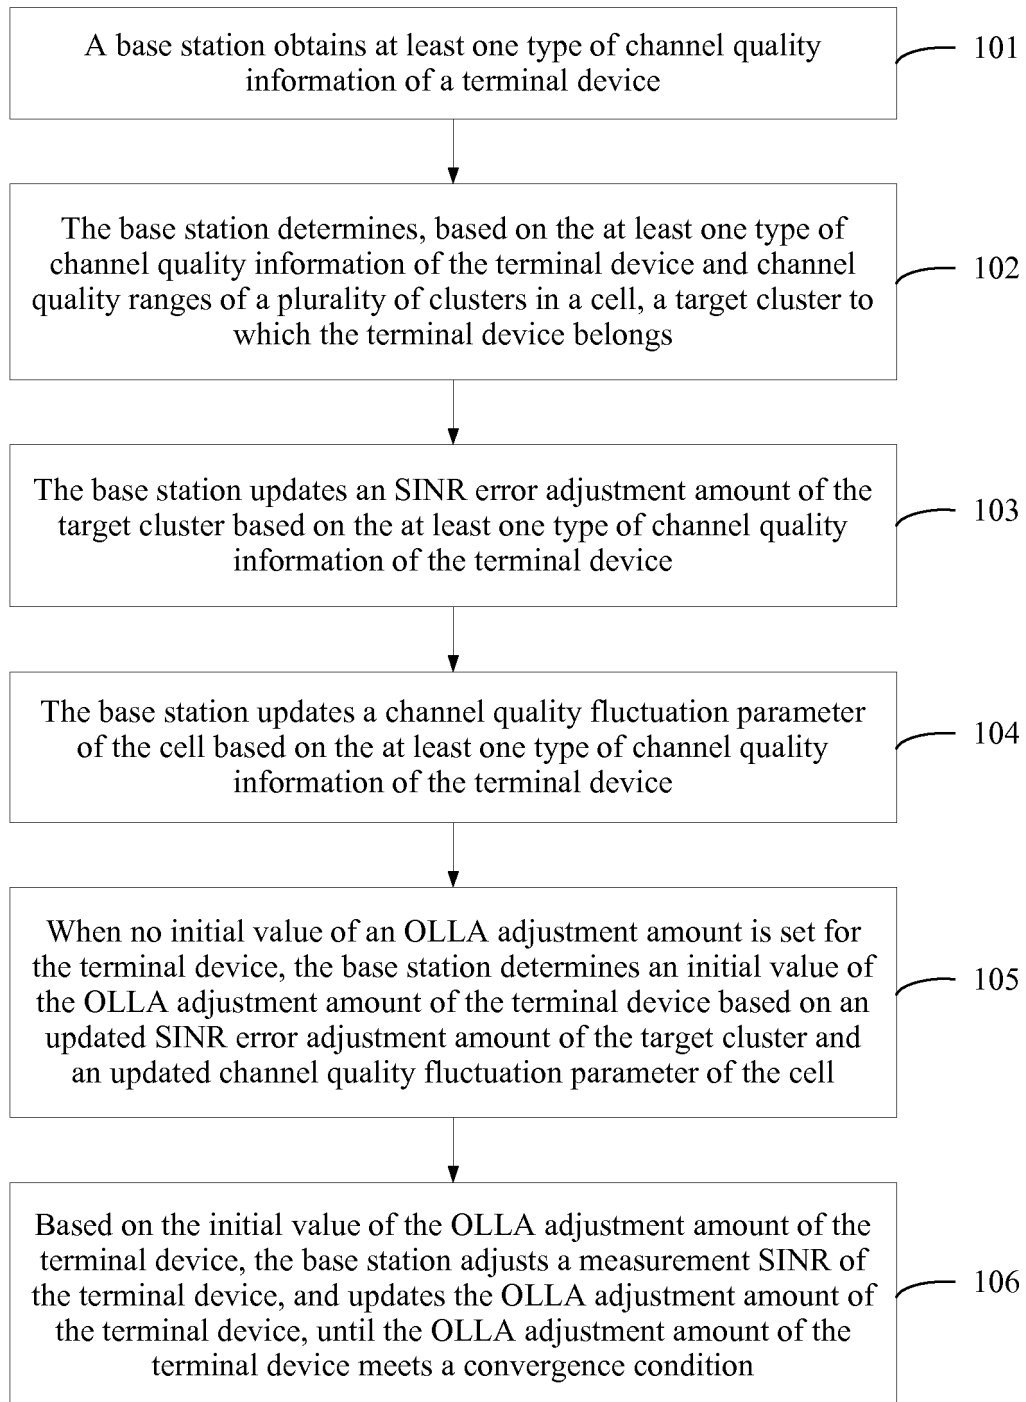 A base station obtains at least one type of channel quality
information of a terminal device
101
The base station determines, based on the at least one type of
channel quality information of the terminal device and channel
quality ranges of a plurality of clusters in a cell, a target cluster to
which the terminal device belongs
102
The base station updates an SINR error adjustment amount of the
target cluster based on the at least one type of channel quality
information of the terminal device
103
The base station updates a channel quality fluctuation parameter
of the cell based on the at least one type of channel quality
information of the terminal device
104
When no initial value of an OLLA adjustment amount is set for
the terminal device, the base station determines an initial value of
the OLLA adjustment amount of the terminal device based on an
updated SINR error adjustment amount of the target cluster and
an updated channel quality fluctuation parameter of the cell
105
Based on the initial value of the OLLA adjustment amount of the
terminal device, the base station adjusts a measurement SINR of
the terminal device, and updates the OLLA adjustment amount of
the terminal device, until the OLLA adjustment amount of the
terminal device meets a convergence condition
106